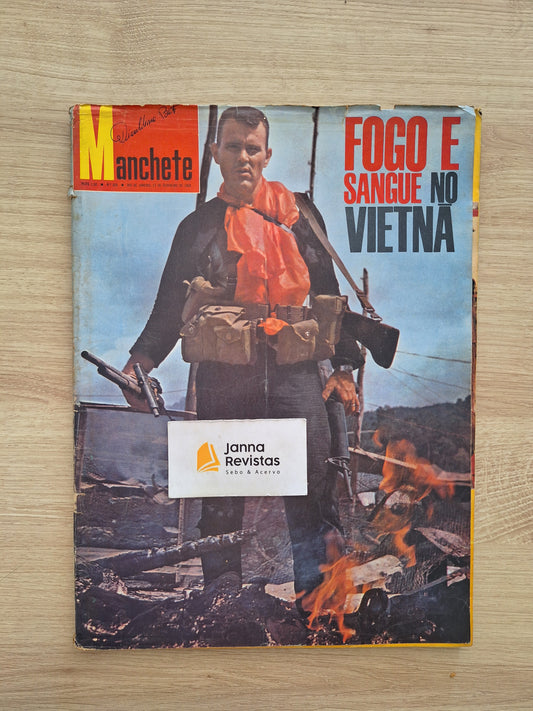 Manchete
FOGO E
SANGUE NO
VIETNÃ
Janna
Revistas
Sebo & Acervo